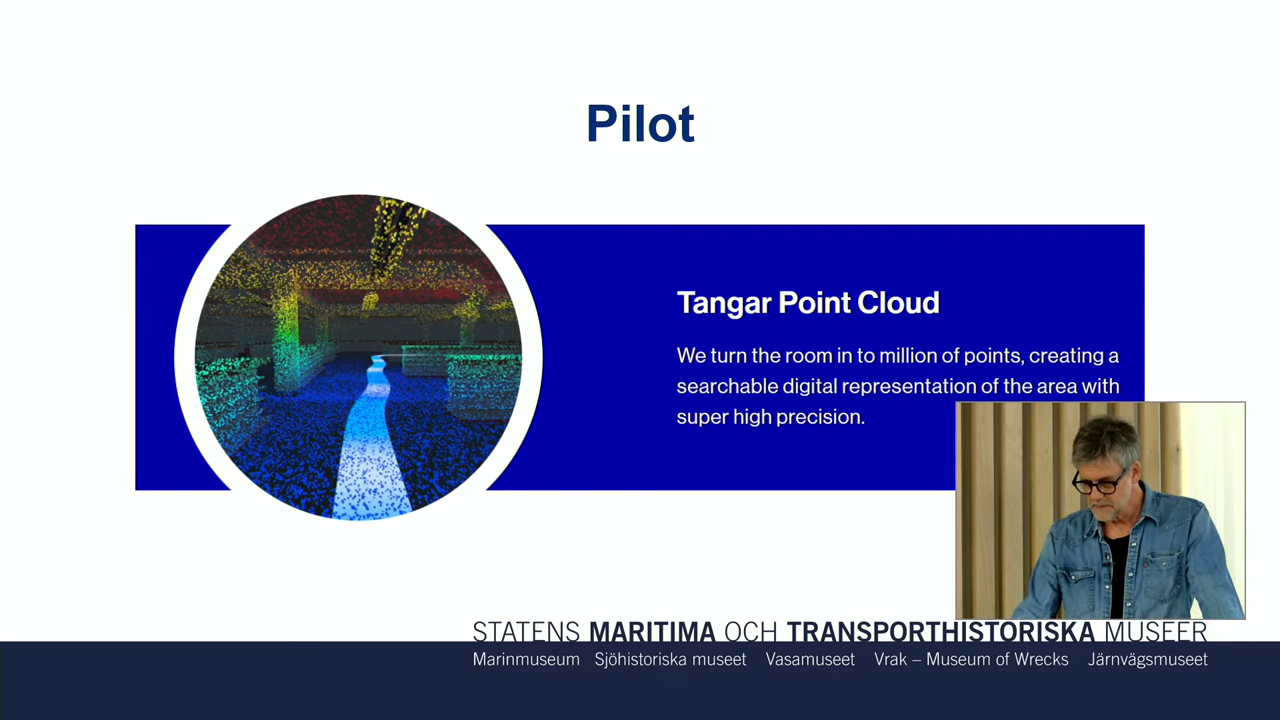 Pilot
Tangar Point Cloud
We turn the room in to million of points, creating a
searchable digital representation of the area with
super high precision.
STATENS MARITIMA OCH TRANSPORTHISTORISKA MUSEER
Marinmuseum Sjöhistoriska museet Vasamuseet Vrak – Museum of Wrecks Järnvägsmuseet